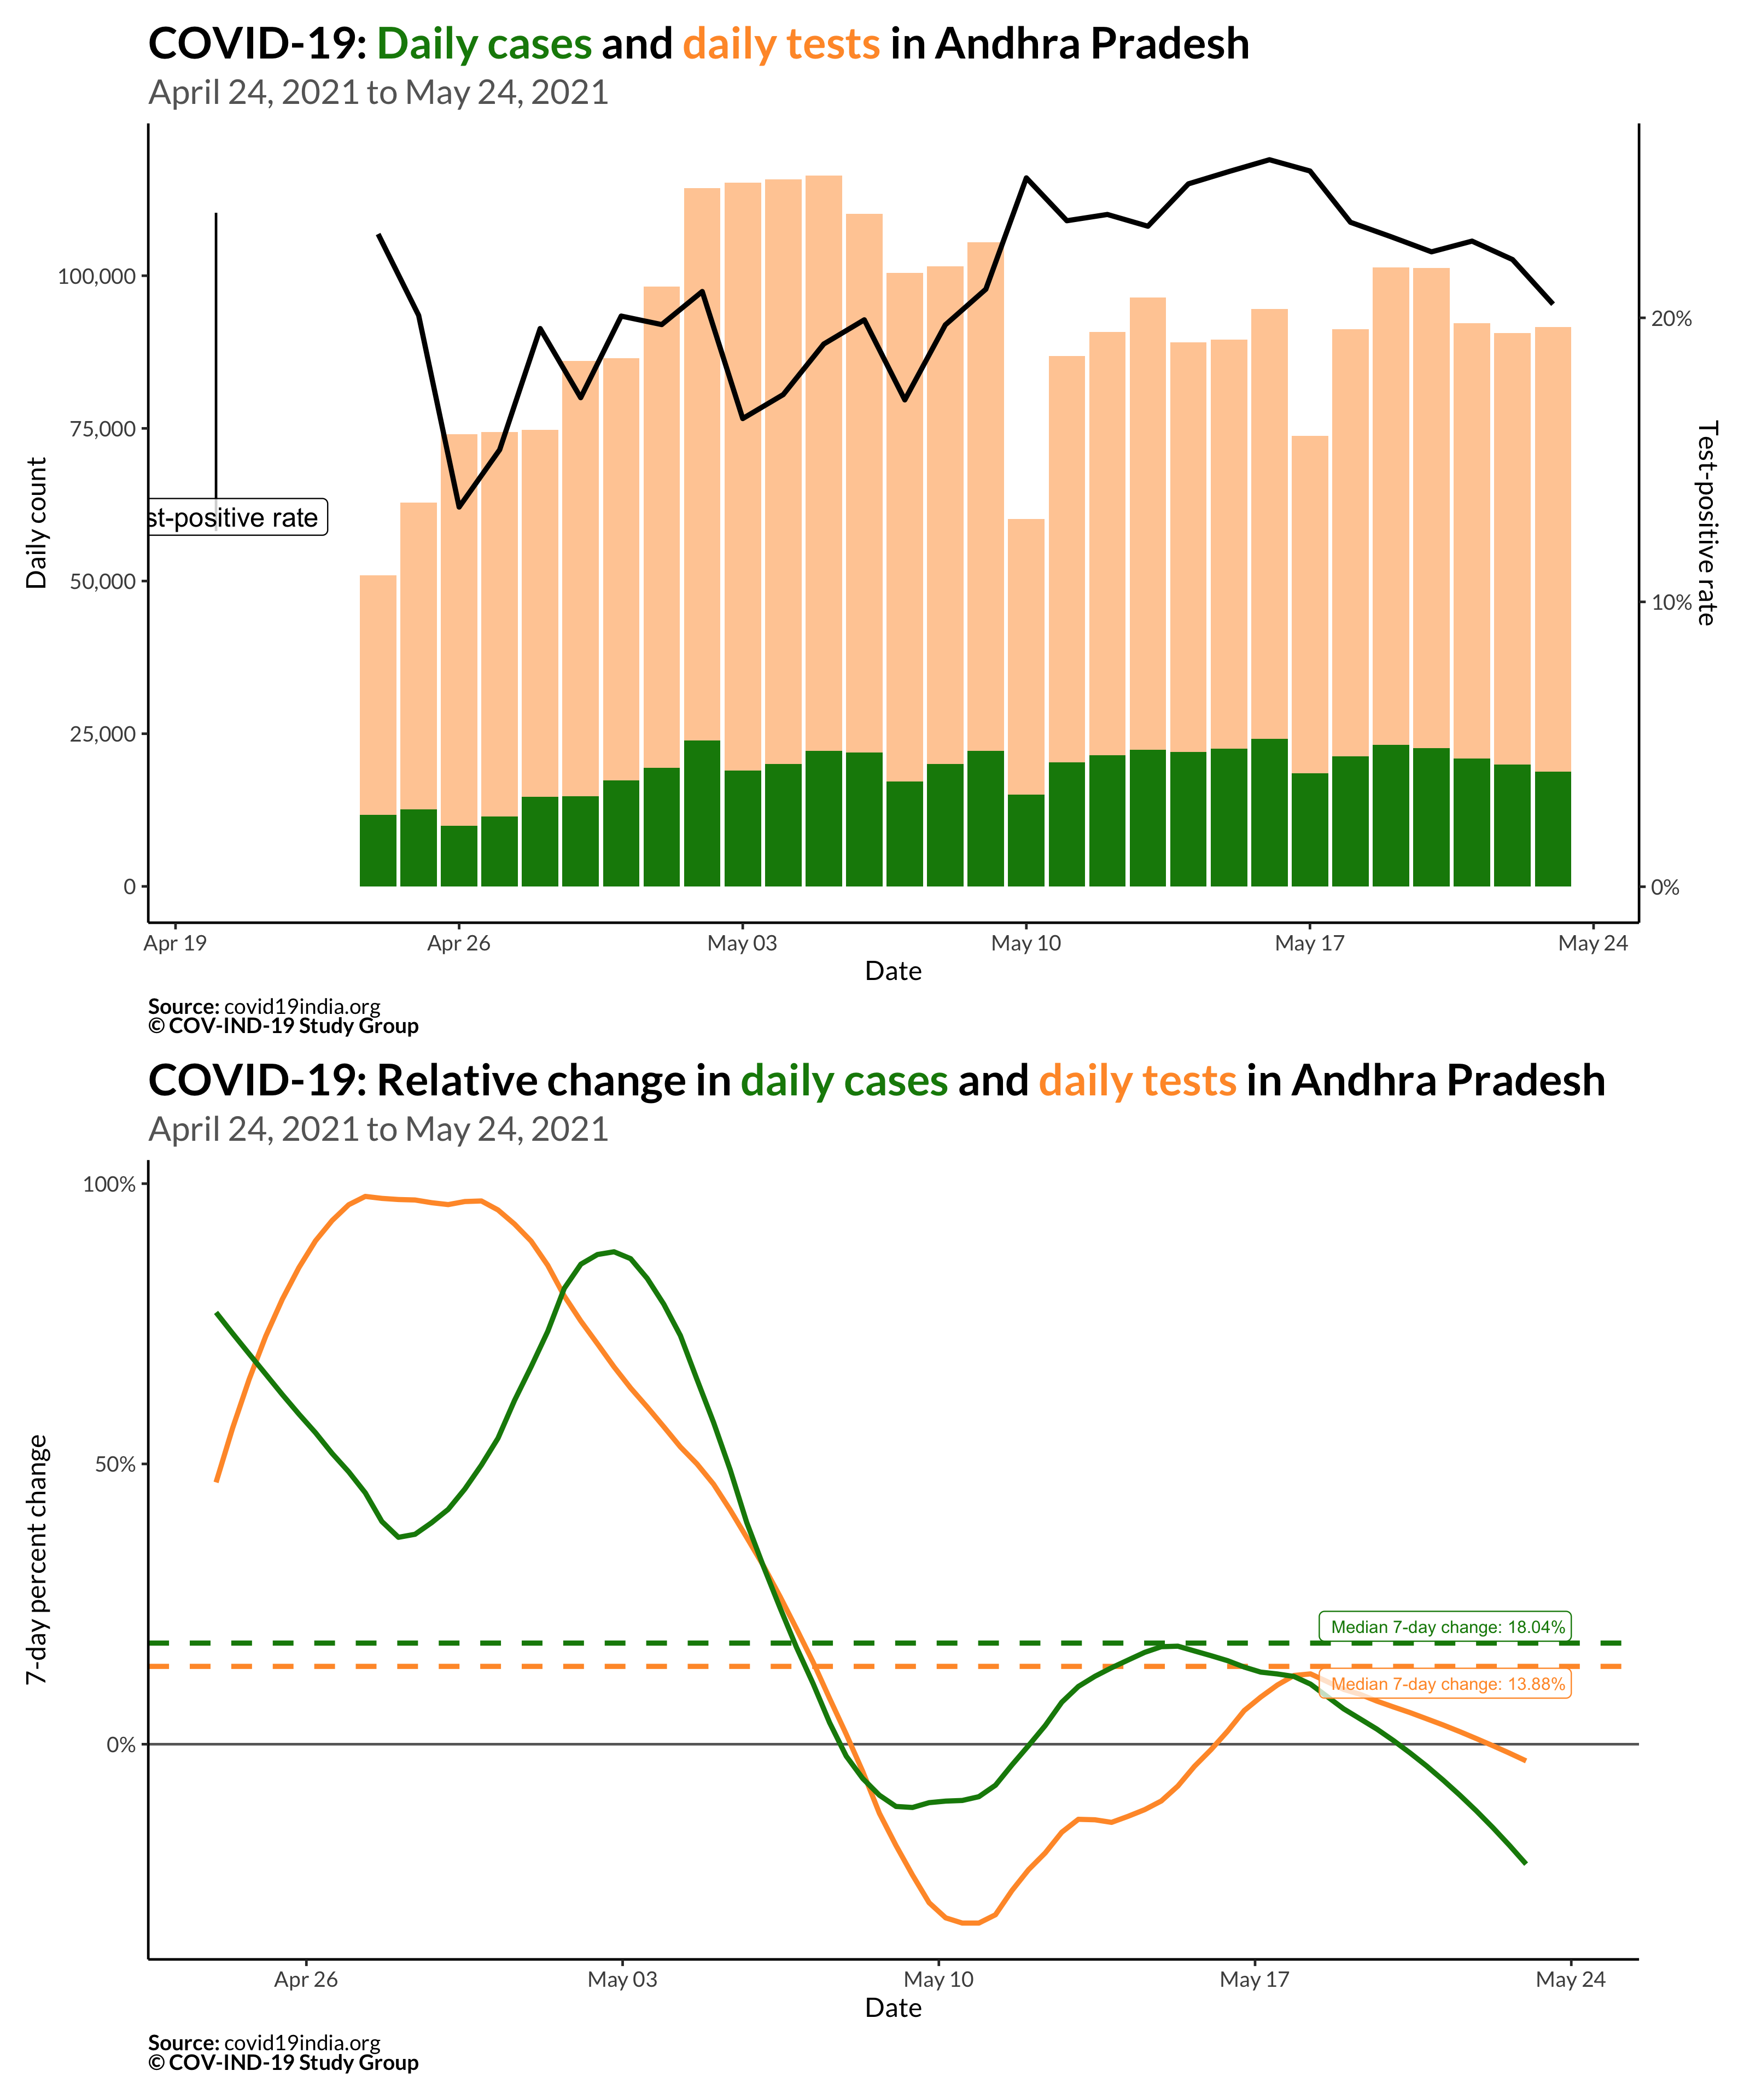 COVID-19: Daily cases and daily tests in Andhra Pradesh
April 24, 2021 to May 24, 2021
100,000
75,000
50,000
25,000
0
Daily count
st-positive rate
20%
10%
0%
Test-positive rate
Apr 19
Apr 26
May 03
May 10
May 17
May 24
Date
Source: covid19india.org
© COV-IND-19 Study Group
COVID-19: Relative change in daily cases and daily tests in Andhra Pradesh
April 24, 2021 to May 24, 2021
100%
50%
0%
7-day percent change
Median 7-day change: 18.04%
Median 7-day change: 13.88%
Apr 26
May 03
May 10
May 17
May 24
Date
Source: covid19india.org
© COV-IND-19 Study Group